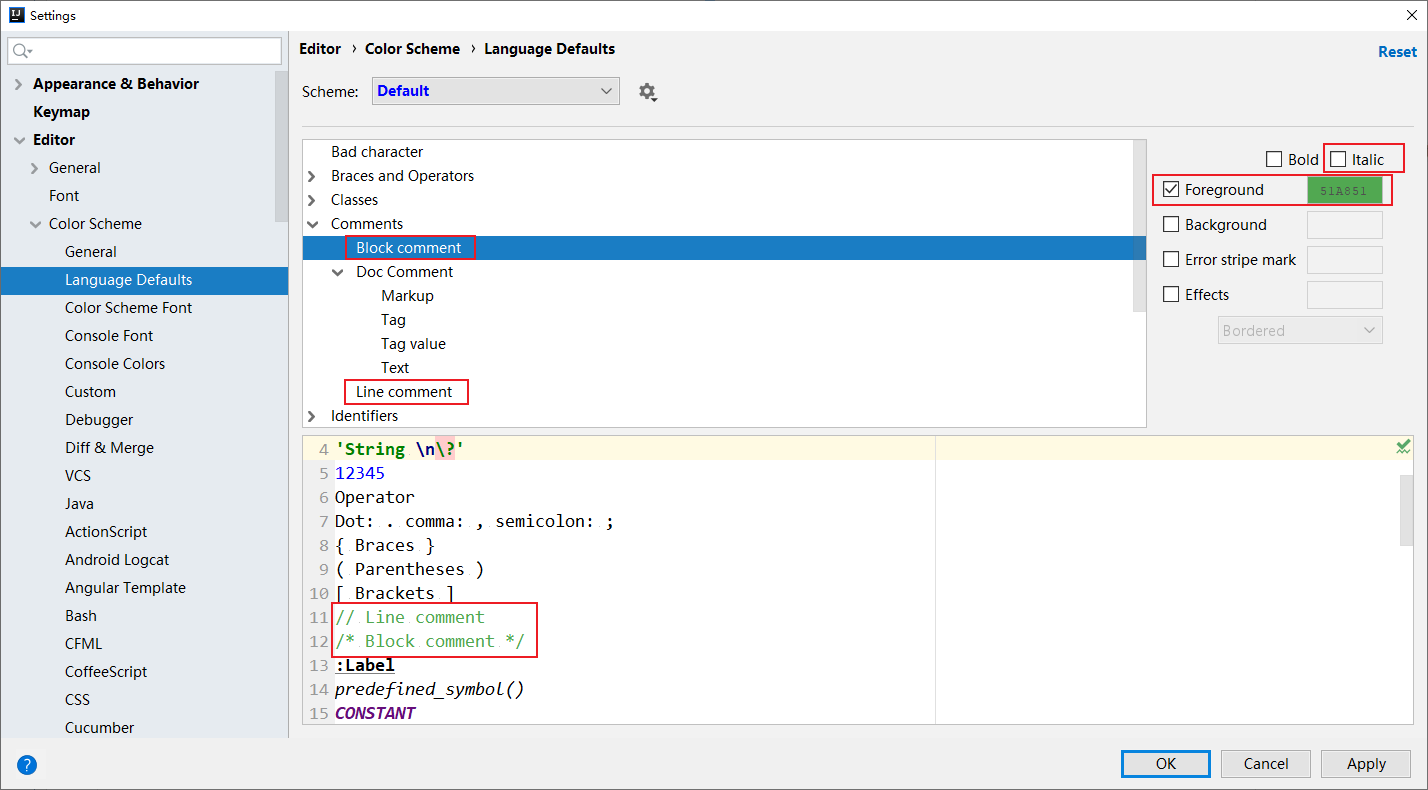 Settings
Editor › Color Scheme › Language Defaults
Reset
Appearance & Behavior
Keymap
Editor
General
Font
Color Scheme
General
Language Defaults
Color Scheme Font
Console Font
Console Colors
Custom
Debugger
Diff & Merge
VCS
Java
ActionScript
Android Logcat
Angular Template
Bash
CFML
CoffeeScript
CSS
Cucumber
Scheme: Default
Bad character
Braces and Operators
Classes
Comments
Block comment
Doc Comment
Markup
Tag
Tag value
Text
Line comment
Identifiers
Bold Italic
Foreground 51A851
Background
Error stripe mark
Effects
Bordered
4 'String \n\?'
5 12345
6 Operator
7 Dot: . comma: , semicolon: ;
8 { Braces }
9 ( Parentheses )
10 [ Brackets ]
11 // Line comment
12 /* Block comment */
13 :Label
14 predefined_symbol()
15 CONSTANT
? OK Cancel Apply